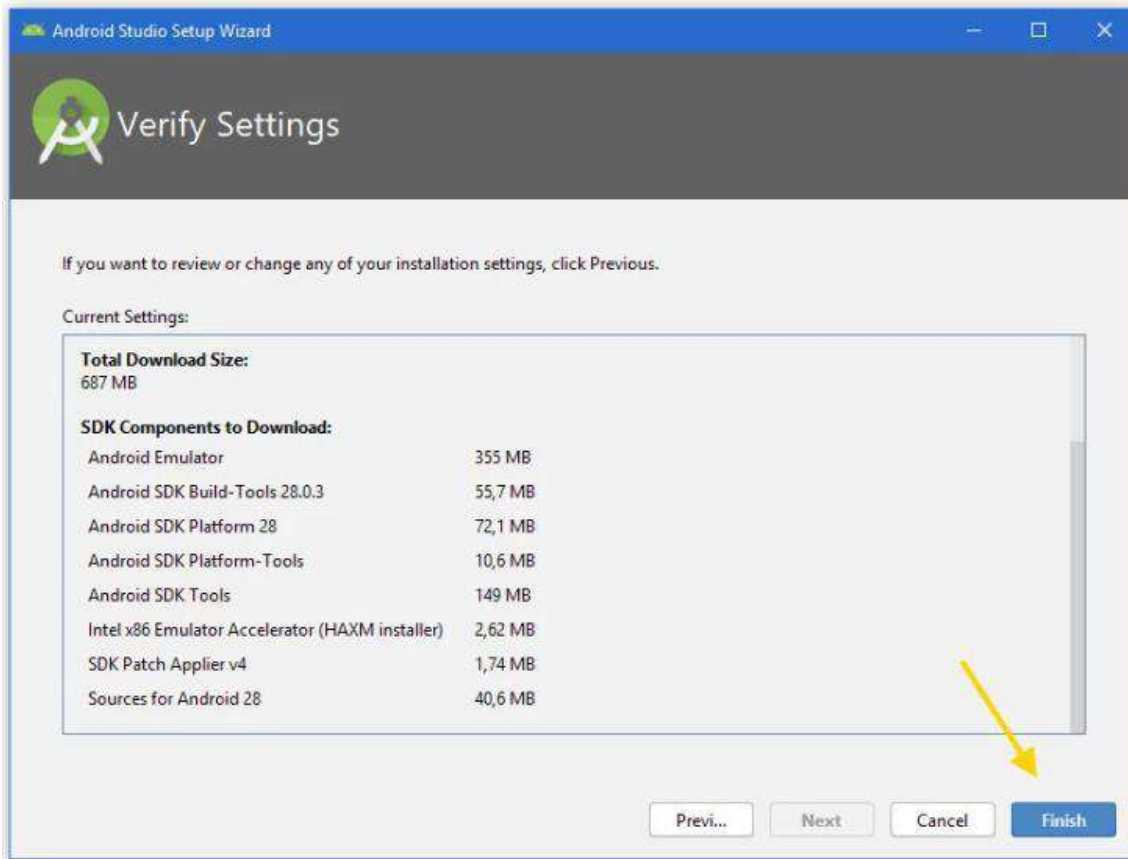 Android Studio Setup Wizard
Verify Settings
If you want to review or change any of your installation settings, click Previous.
Current Settings:
Total Download Size:
687 MB
SDK Components to Download:
Android Emulator 355 MB
Android SDK Build-Tools 28.0.3 55,7 MB
Android SDK Platform 28 72,1 MB
Android SDK Platform-Tools 10,6 MB
Android SDK Tools 149 MB
Intel x86 Emulator Accelerator (HAXM installer) 2,62 MB
SDK Patch Applier v4 1,74 MB
Sources for Android 28 40,6 MB
Previ... Next Cancel Finish